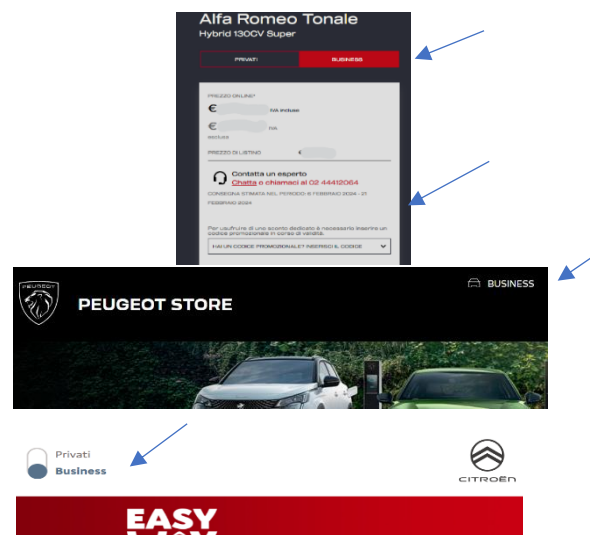 Alfa Romeo Tonale
Hybrid 130CV Super
PRIVATI BUSINESS
PREZZO ONLINE*
€ IVA inclusa
€ IVA
esclusa
PREZZO DI LISTINO €
Contatta un esperto
Chatta o chiamaci al 02 44412064
CONSEGNA STIMATA NEL PERIODO: 6 FEBBRAIO 2024 - 21
FEBBRAIO 2024
Per usufruire di uno sconto dedicato è necessario inserire un
codice promozionale in corso di validità.
HAI UN CODICE PROMOZIONALE? INSERISCI IL CODICE
PEUGEOT
PEUGEOT STORE
BUSINESS
Privati
Business
CITROËN
EASY
WAY